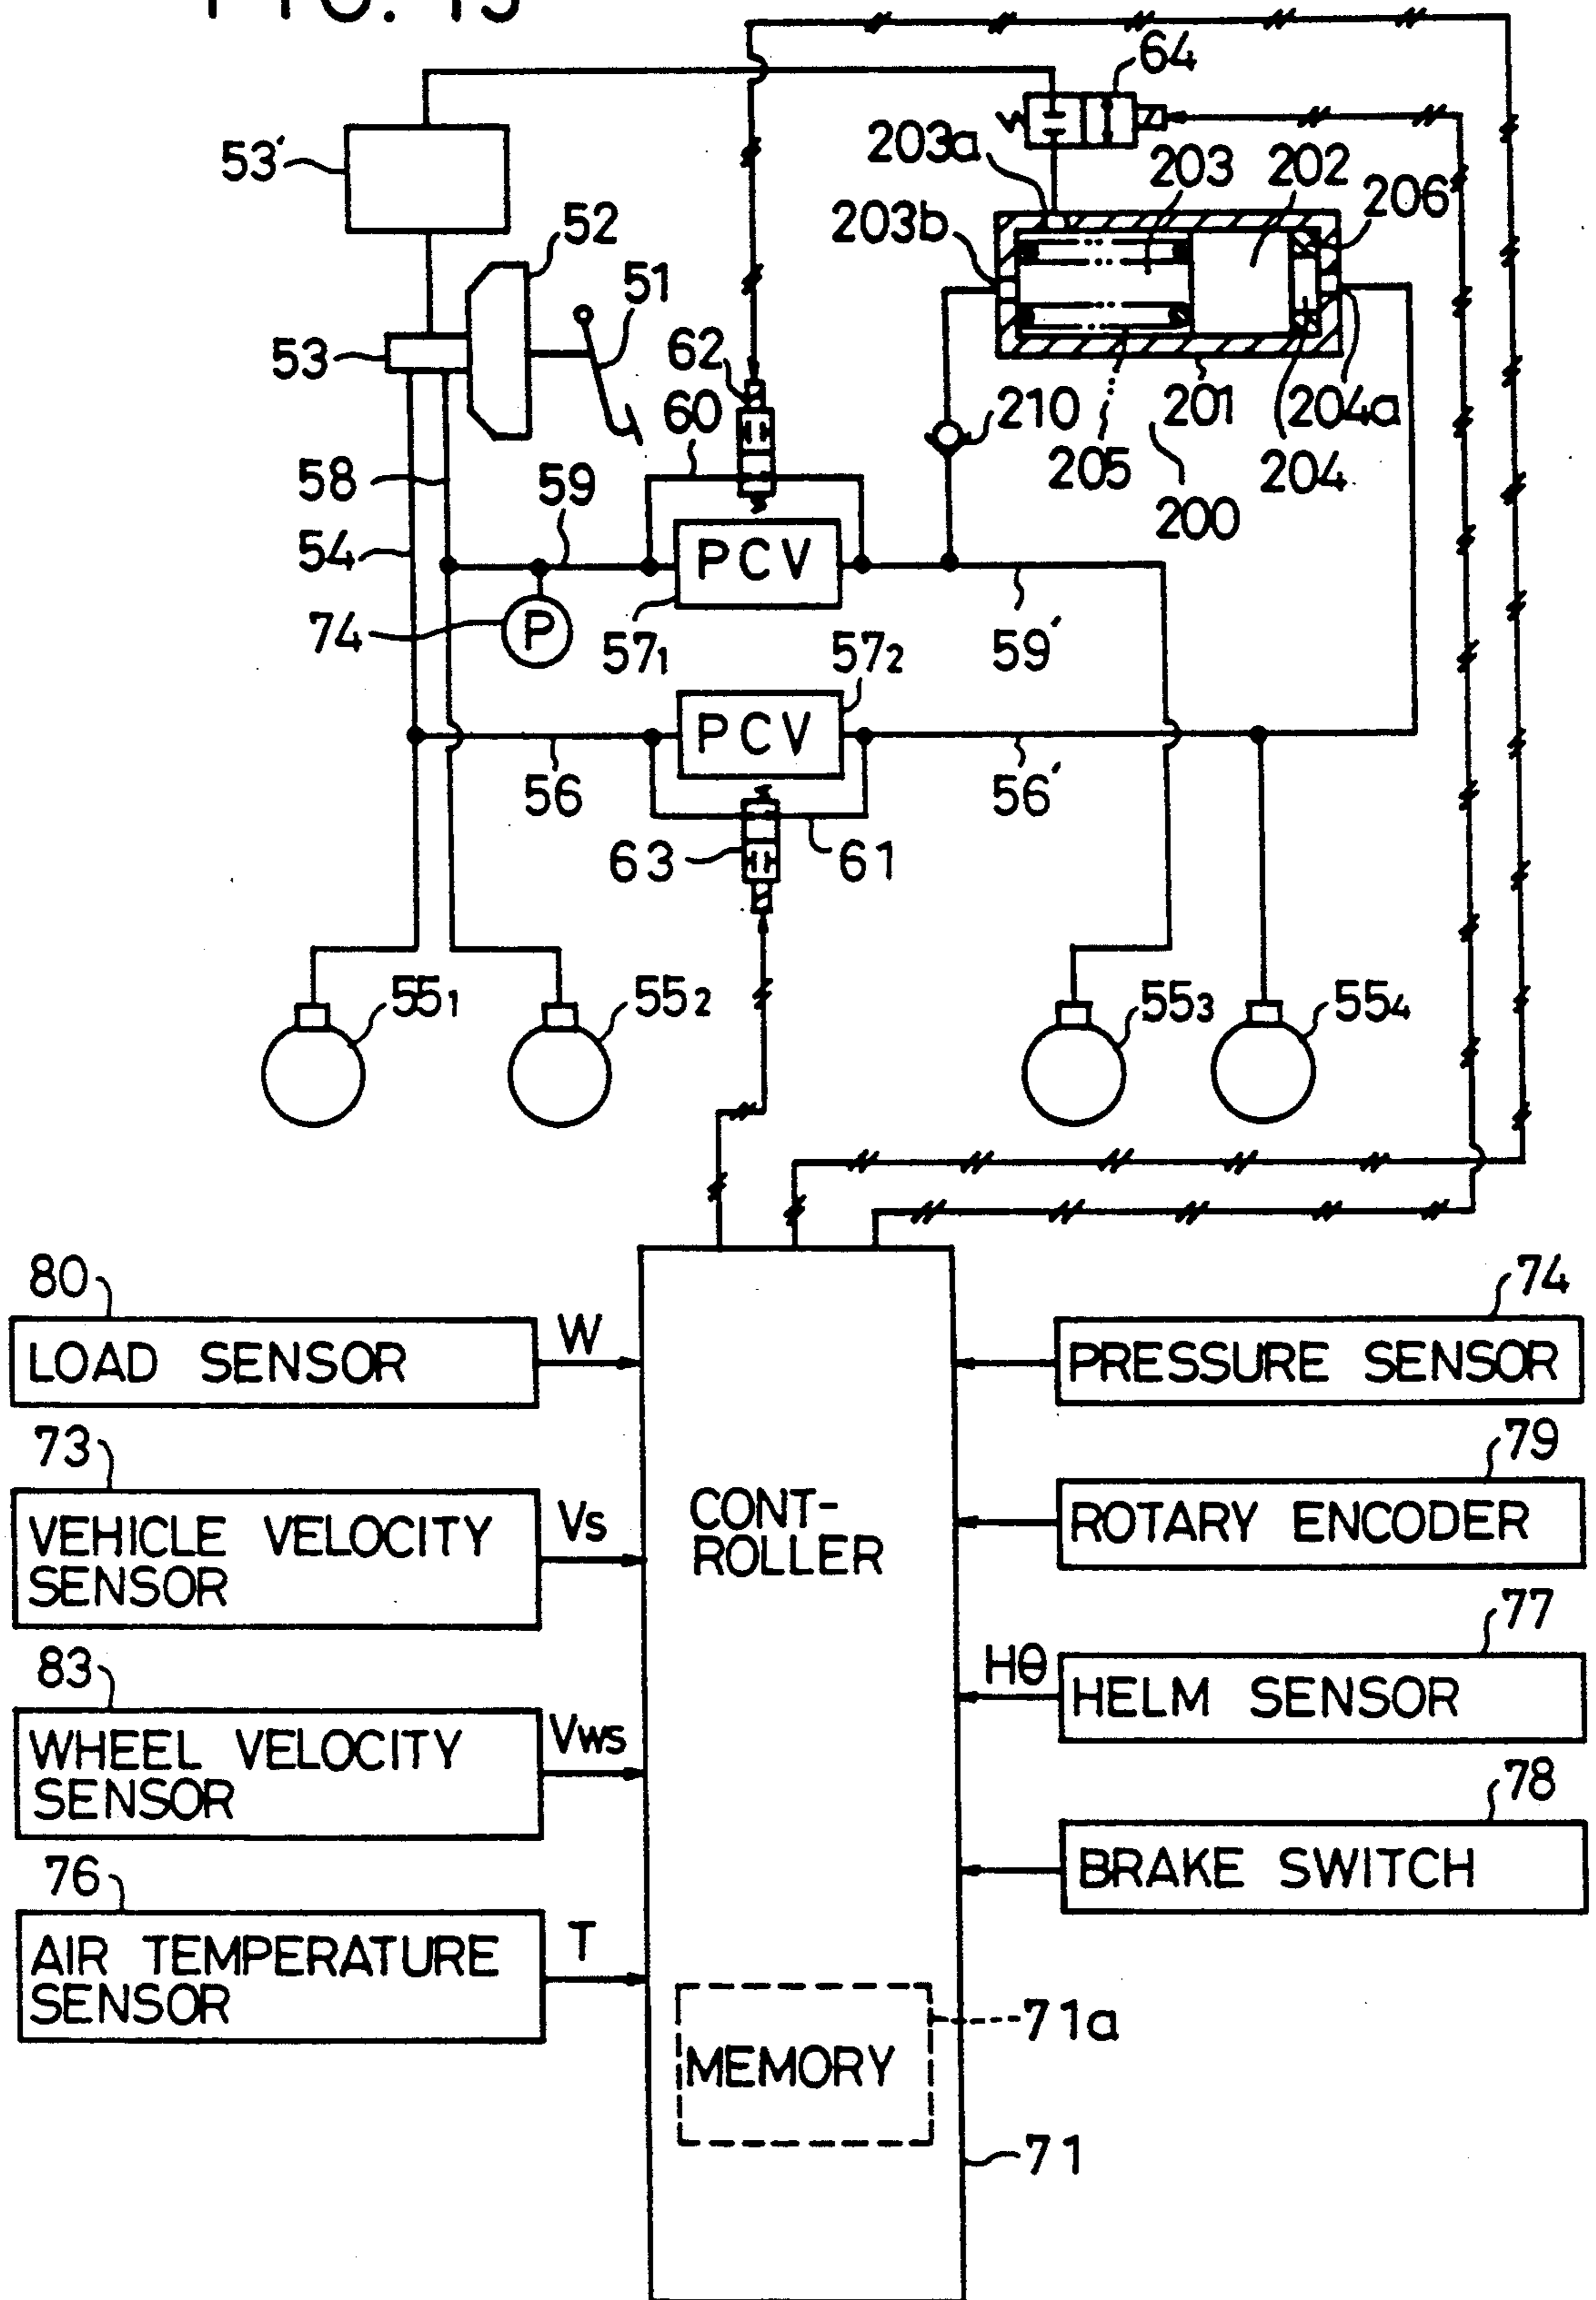 FIG. 15
64
203a
203
202
206
203b
53'
52
51
53
62
60
210
201
204a
205
204
200
58
59
54
PCV
74
P
57₁
59'
57₂
PCV
56
56'
63
61
55₁
55₂
55₃
55₄
80
LOAD SENSOR
W
74
PRESSURE SENSOR
73
VEHICLE VELOCITY
SENSOR
Vs
CONT-
ROLLER
79
ROTARY ENCODER
83
WHEEL VELOCITY
SENSOR
Vws
77
Hθ
HELM SENSOR
78
BRAKE SWITCH
76
AIR TEMPERATURE
SENSOR
T
71a
MEMORY
71